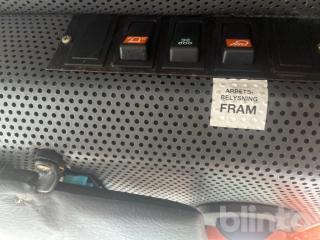 ARBETS-
BELYSNING
FRAM
blinto